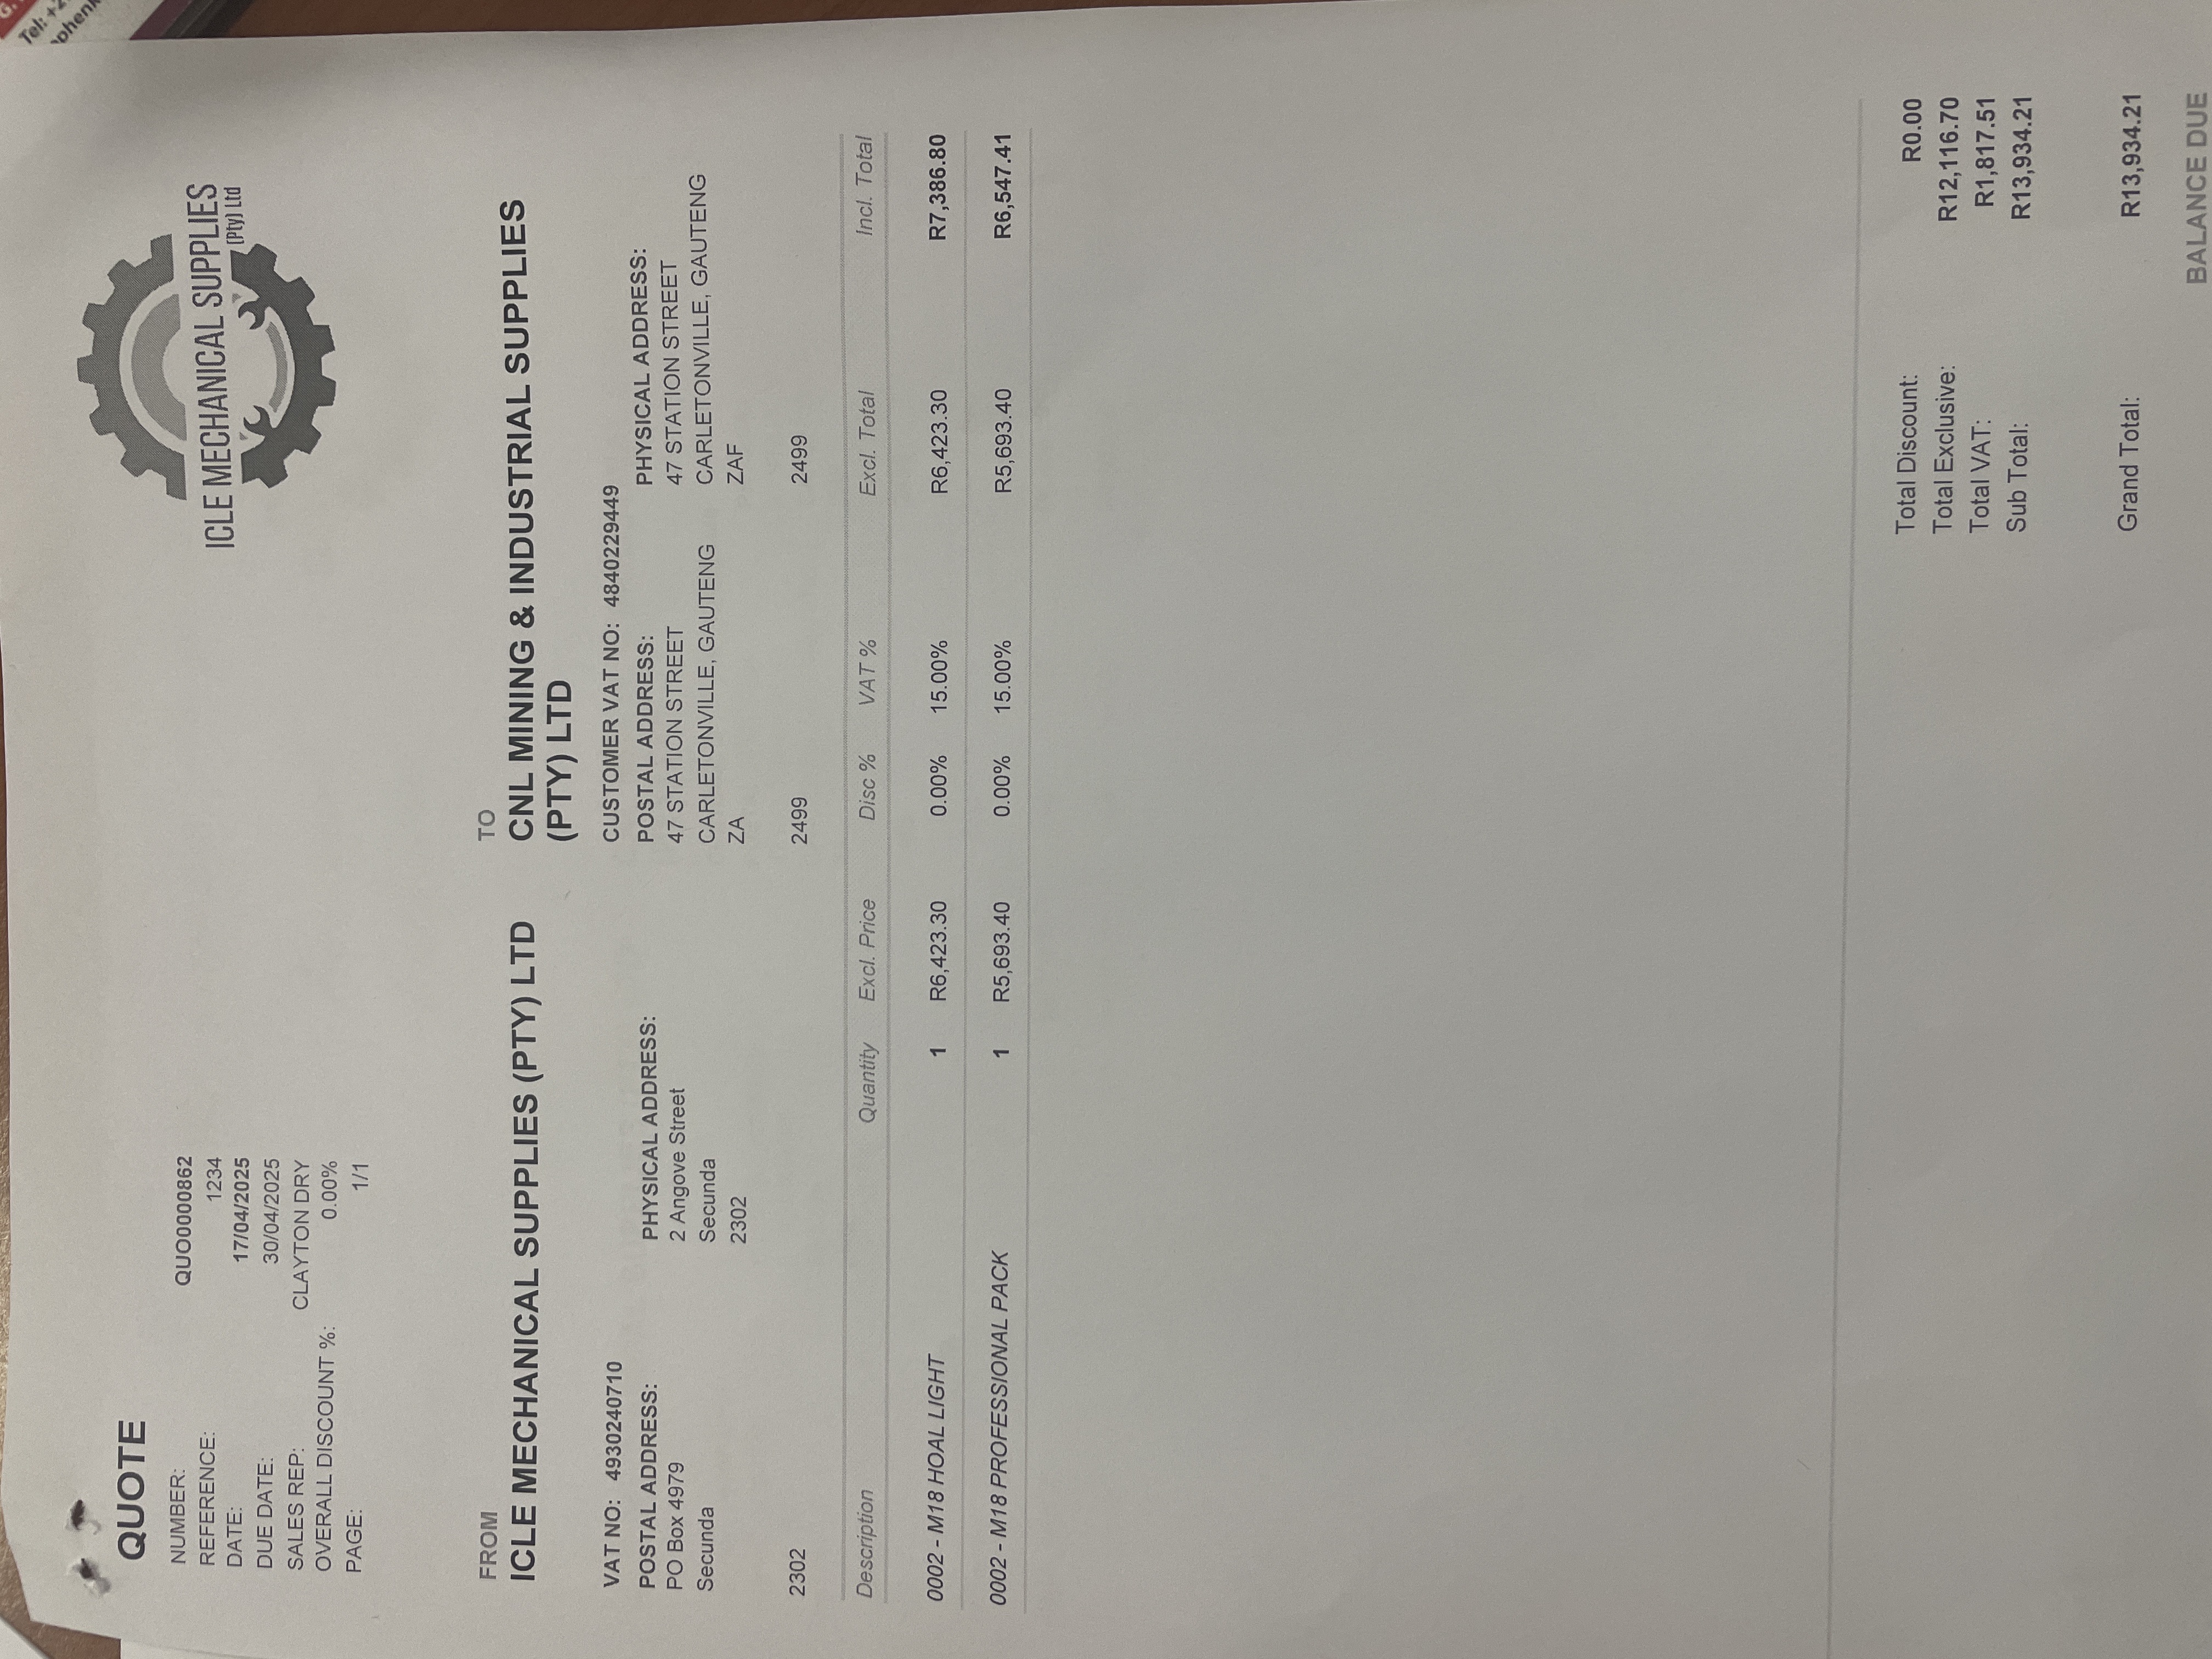 QUOTE
NUMBER: QUO0000862
REFERENCE: 1234
DATE: 17/04/2025
DUE DATE: 30/04/2025
SALES REP: CLAYTON DRY
OVERALL DISCOUNT %: 0.00%
PAGE: 1/1
ICLE MECHANICAL SUPPLIES
(Pty) Ltd
G.
Tel: +2
FROM
ICLE MECHANICAL SUPPLIES (PTY) LTD
VAT NO: 4930240710
POSTAL ADDRESS:
PO Box 4979
Secunda
2302
PHYSICAL ADDRESS:
2 Angove Street
Secunda
2302
TO
CNL MINING & INDUSTRIAL SUPPLIES
(PTY) LTD
CUSTOMER VAT NO: 4840229449
POSTAL ADDRESS:
47 STATION STREET
CARLETONVILLE, GAUTENG
ZA
2499
PHYSICAL ADDRESS:
47 STATION STREET
CARLETONVILLE, GAUTENG
ZAF
2499
Description Quantity Excl. Price Disc % VAT % Excl. Total Incl. Total
0002 - M18 HOAL LIGHT 1 R6,423.30 0.00% 15.00% R6,423.30 R7,386.80
0002 - M18 PROFESSIONAL PACK 1 R5,693.40 0.00% 15.00% R5,693.40 R6,547.41
Total Discount: R0.00
Total Exclusive: R12,116.70
Total VAT: R1,817.51
Sub Total: R13,934.21
Grand Total: R13,934.21
BALANCE DUE